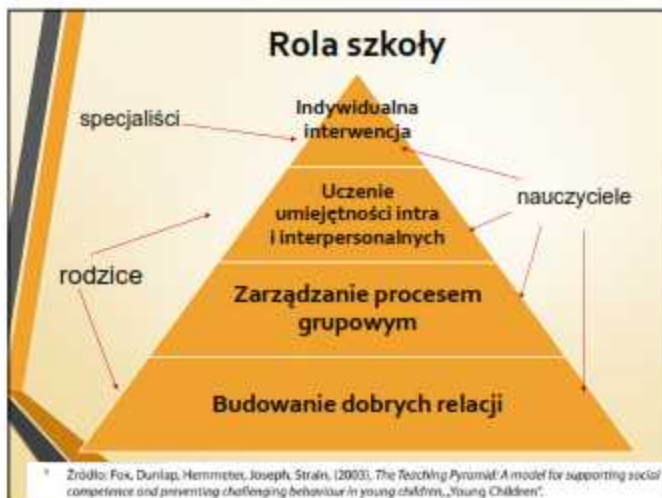 Rola szkoły
specjaliści
Indywidualna
interwencja
Uczenie
umiejętności intra
i interpersonalnych
nauczyciele
rodzice
Zarządzanie procesem
grupowym
Budowanie dobrych relacji
Źródło: Fox, Dunlap, Hemmeter, Joseph, Strain, (2003), The Teaching Pyramid: A model for supporting social
competence and preventing challenging behaviour in young children, „Young Children”.